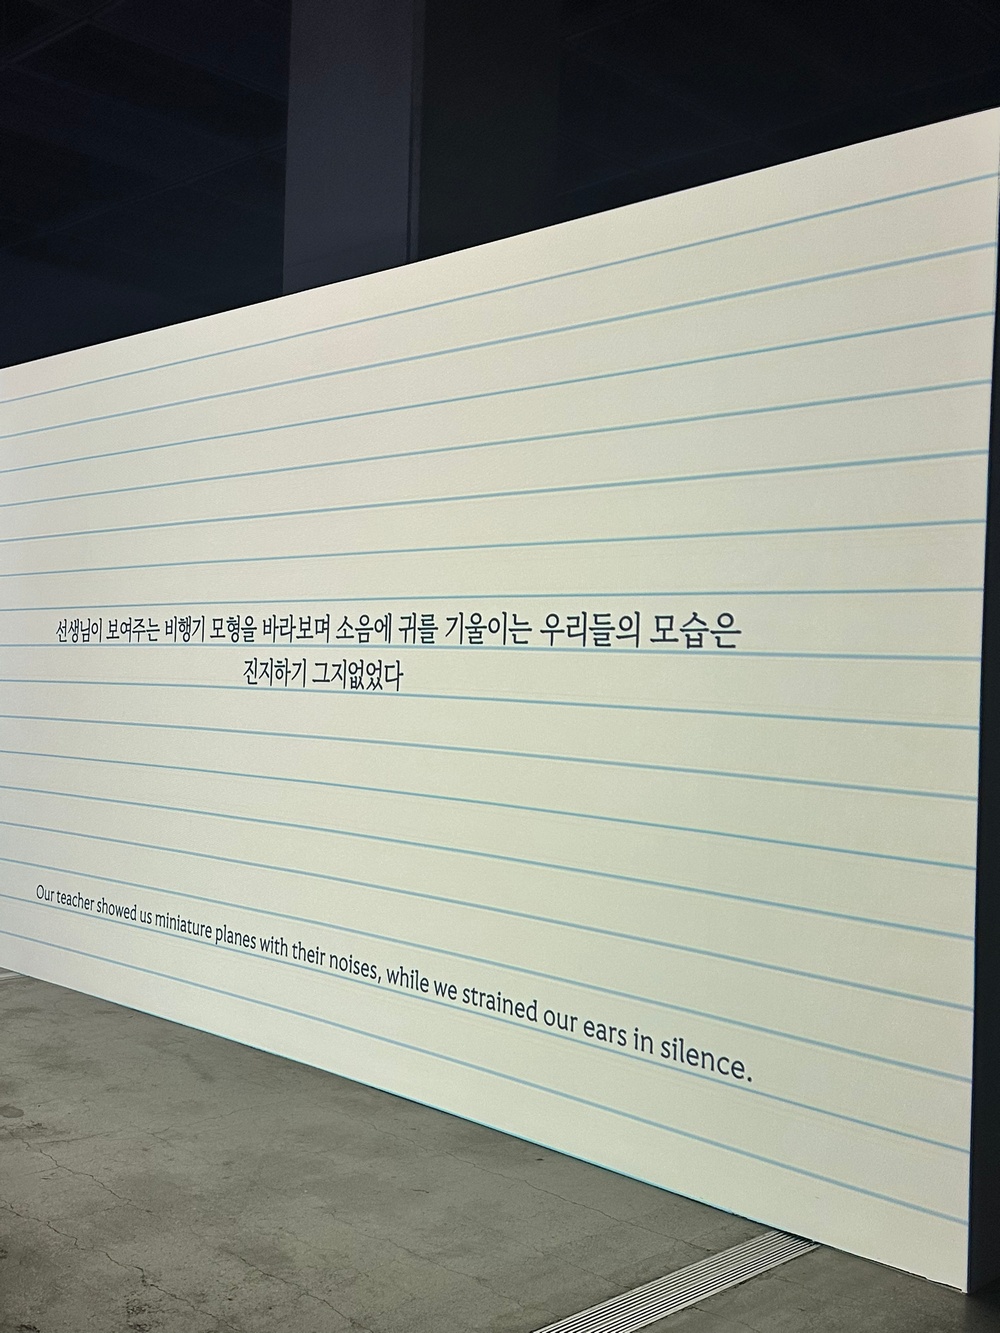 선생님이 보여주는 비행기 모형을 바라보며 소음에 귀를 기울이는 우리들의 모습은
진지하기 그지없었다
Our teacher showed us miniature planes with their noises, while we strained our ears in silence.